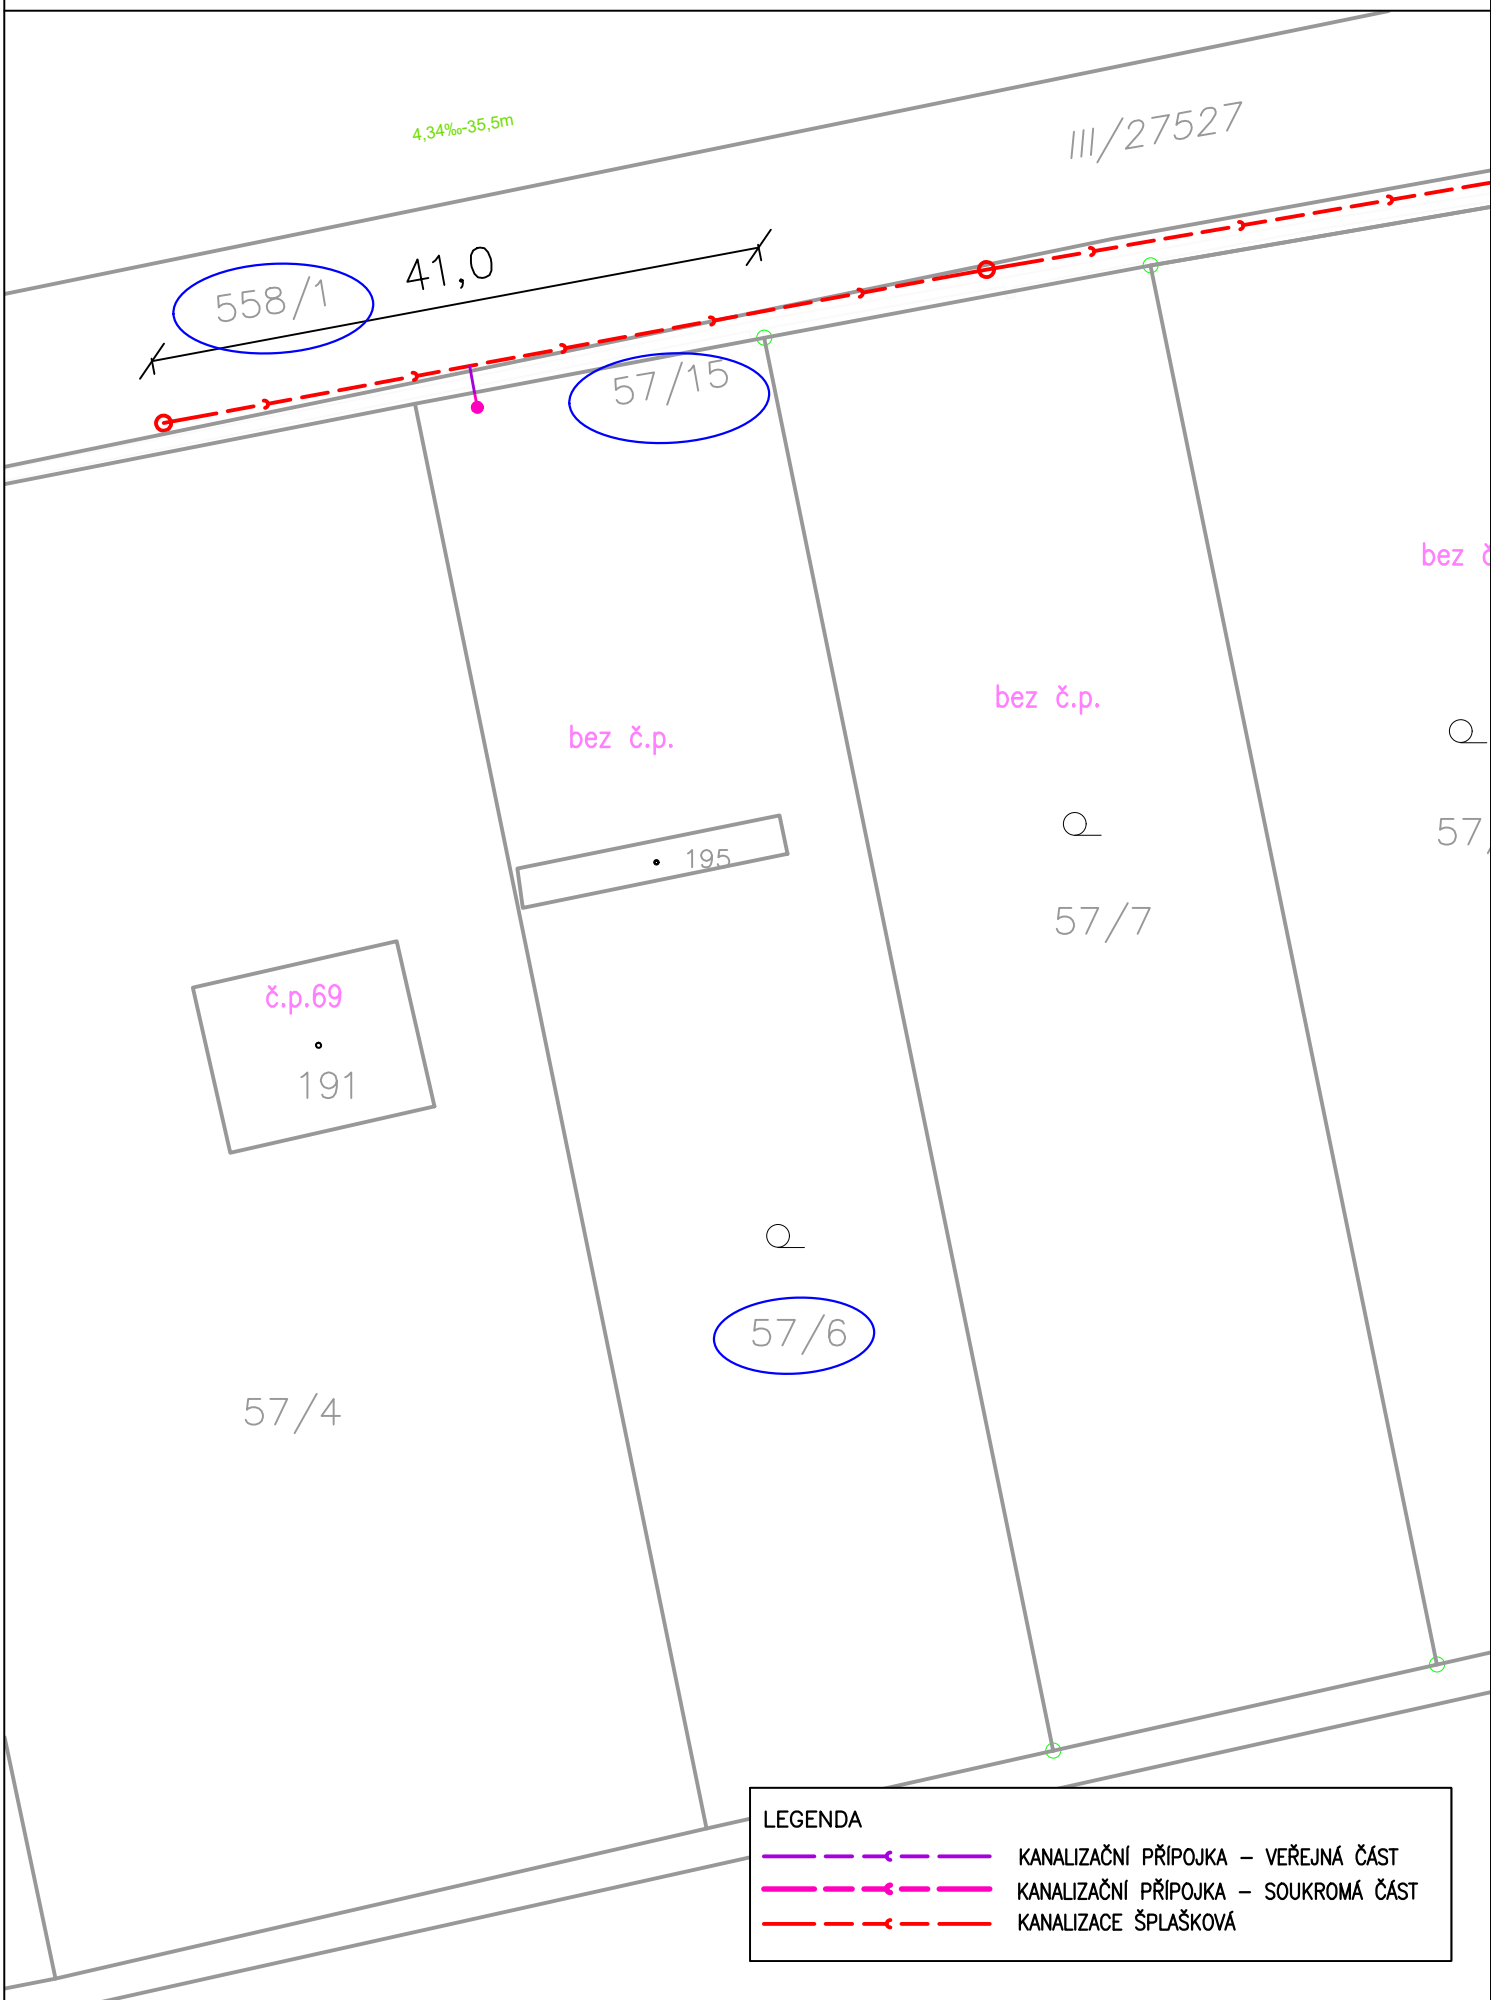 4,34‰-35,5m
III/27527
41,0
558/1
57/15
bez
bez č.p.
bez č.p.
57/
195
57/7
č.p.69
191
57/6
57/4
LEGENDA
KANALIZAČNÍ PŘÍPOJKA – VEŘEJNÁ ČÁST
KANALIZAČNÍ PŘÍPOJKA – SOUKROMÁ ČÁST
KANALIZACE ŠPLAŠKOVÁ